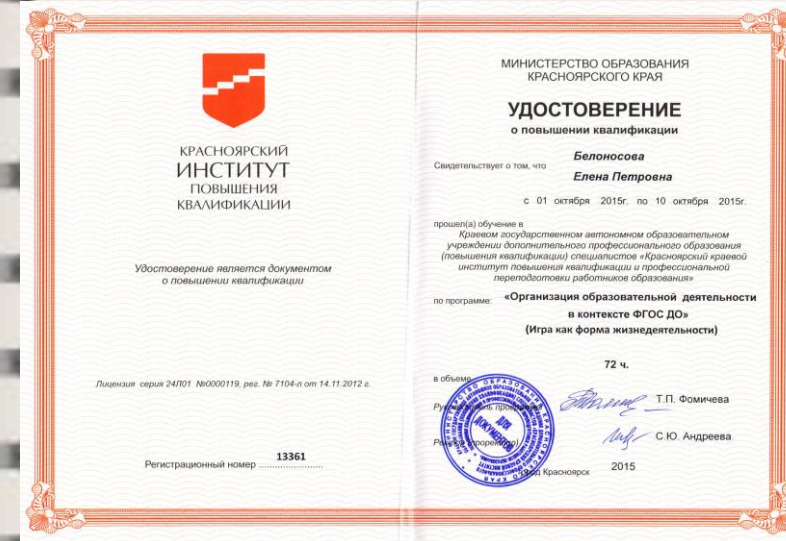 КРАСНОЯРСКИЙ
ИНСТИТУТ
ПОВЫШЕНИЯ
КВАЛИФИКАЦИИ
Удостоверение является документом
о повышении квалификации
Лицензия серия 24Л01 №0000119, рег. № 7104-л от 14.11.2012 г.
Регистрационный номер 13361
МИНИСТЕРСТВО ОБРАЗОВАНИЯ
КРАСНОЯРСКОГО КРАЯ
УДОСТОВЕРЕНИЕ
о повышении квалификации
Белоносова
Свидетельствует о том, что
Елена Петровна
с 01 октября 2015г. по 10 октября 2015г.
прошел(а) обучение в
Краевом государственном автономном образовательном
учреждении дополнительного профессионального образования
(повышения квалификации) специалистов «Красноярский краевой
институт повышения квалификации и профессиональной
переподготовки работников образования»
по программе: «Организация образовательной деятельности
в контексте ФГОС ДО»
(Игра как форма жизнедеятельности)
72 ч.
в объеме
Т.П. Фомичева
С.Ю. Андреева
ДЛЯ
ДОКУМЕНТОВ
город Красноярск 2015